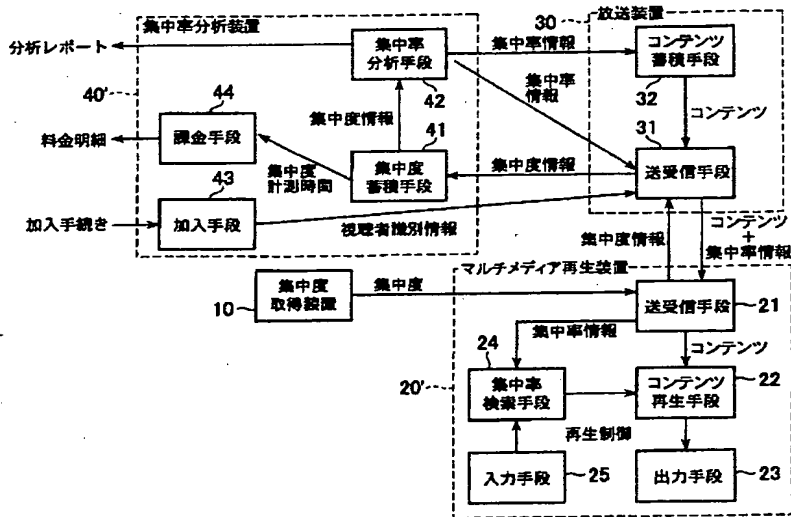 集中率分析装置
30
放送装置
分析レポート
集中率
分析手段
集中率情報
コンテンツ
蓄積手段
40'
44
42
集中率
情報
32
集中度情報
41
31
コンテンツ
料金明細
課金手段
集中度
計測時間
集中度
蓄積手段
集中度情報
送受信手段
43
加入手続き
加入手段
視聴者識別情報
集中度情報
コンテンツ
+
集中率情報
マルチメディア再生装置
集中度
取得装置
10
集中度
送受信手段
21
24
集中率情報
コンテンツ
20'
集中率
検索手段
コンテンツ
再生手段
22
再生制御
入力手段
25
出力手段
23